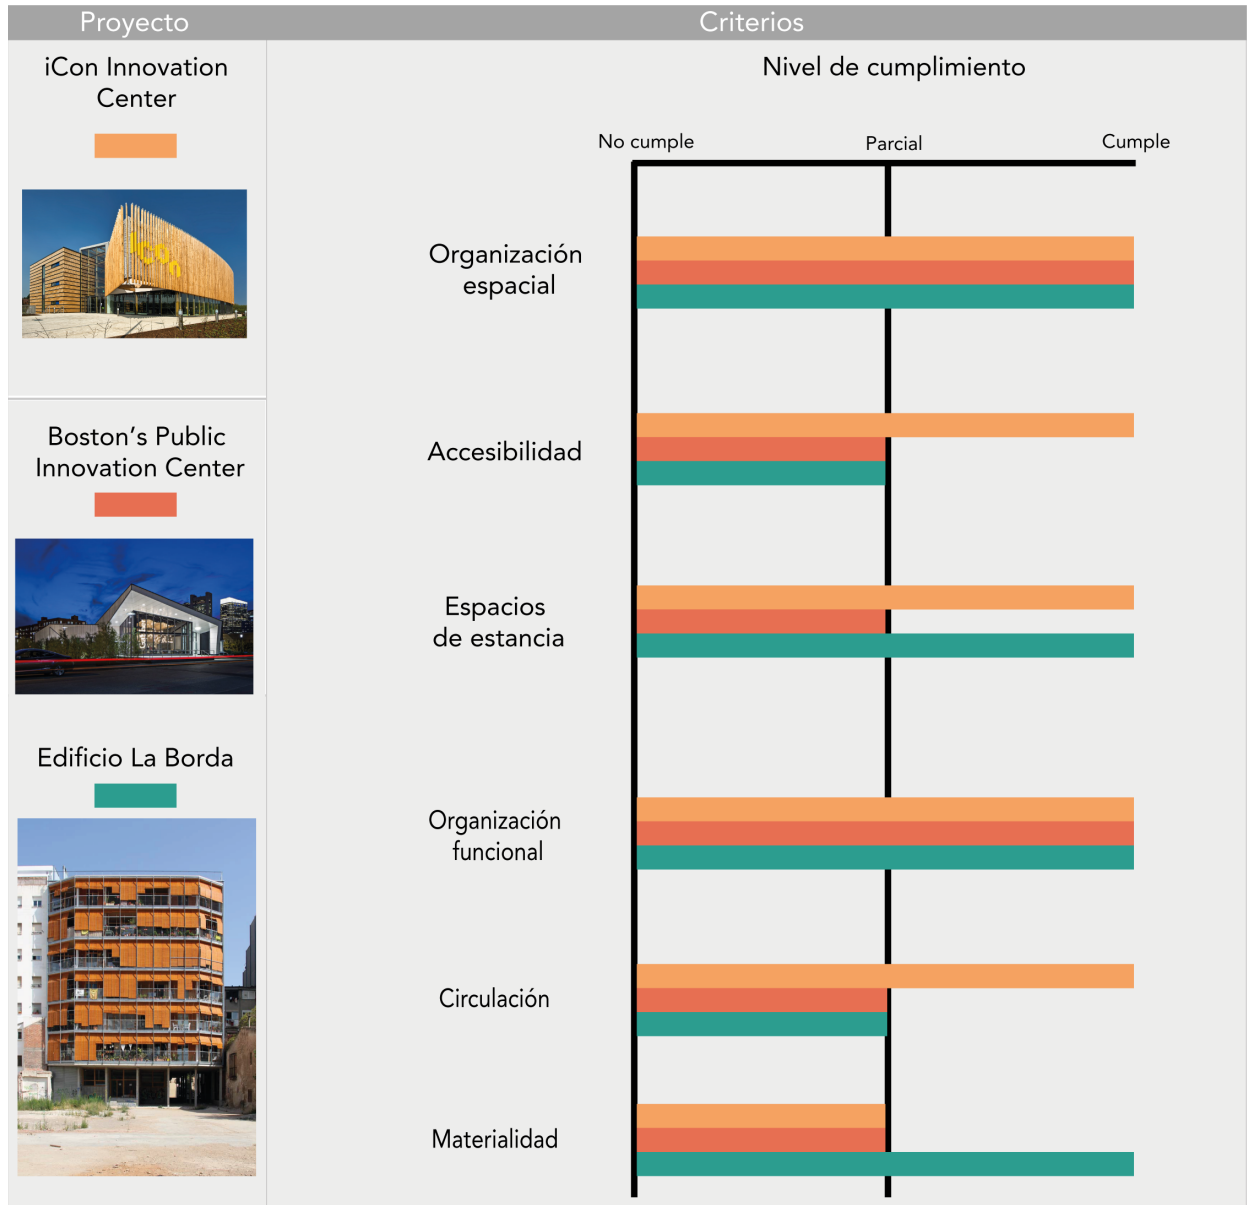 Proyecto
Criterios
iCon Innovation
Center
iCon
Boston's Public
Innovation Center
Edificio La Borda
Nivel de cumplimiento
No cumple
Parcial
Cumple
Organización
espacial
Accesibilidad
Espacios
de estancia
Organización
funcional
Circulación
Materialidad